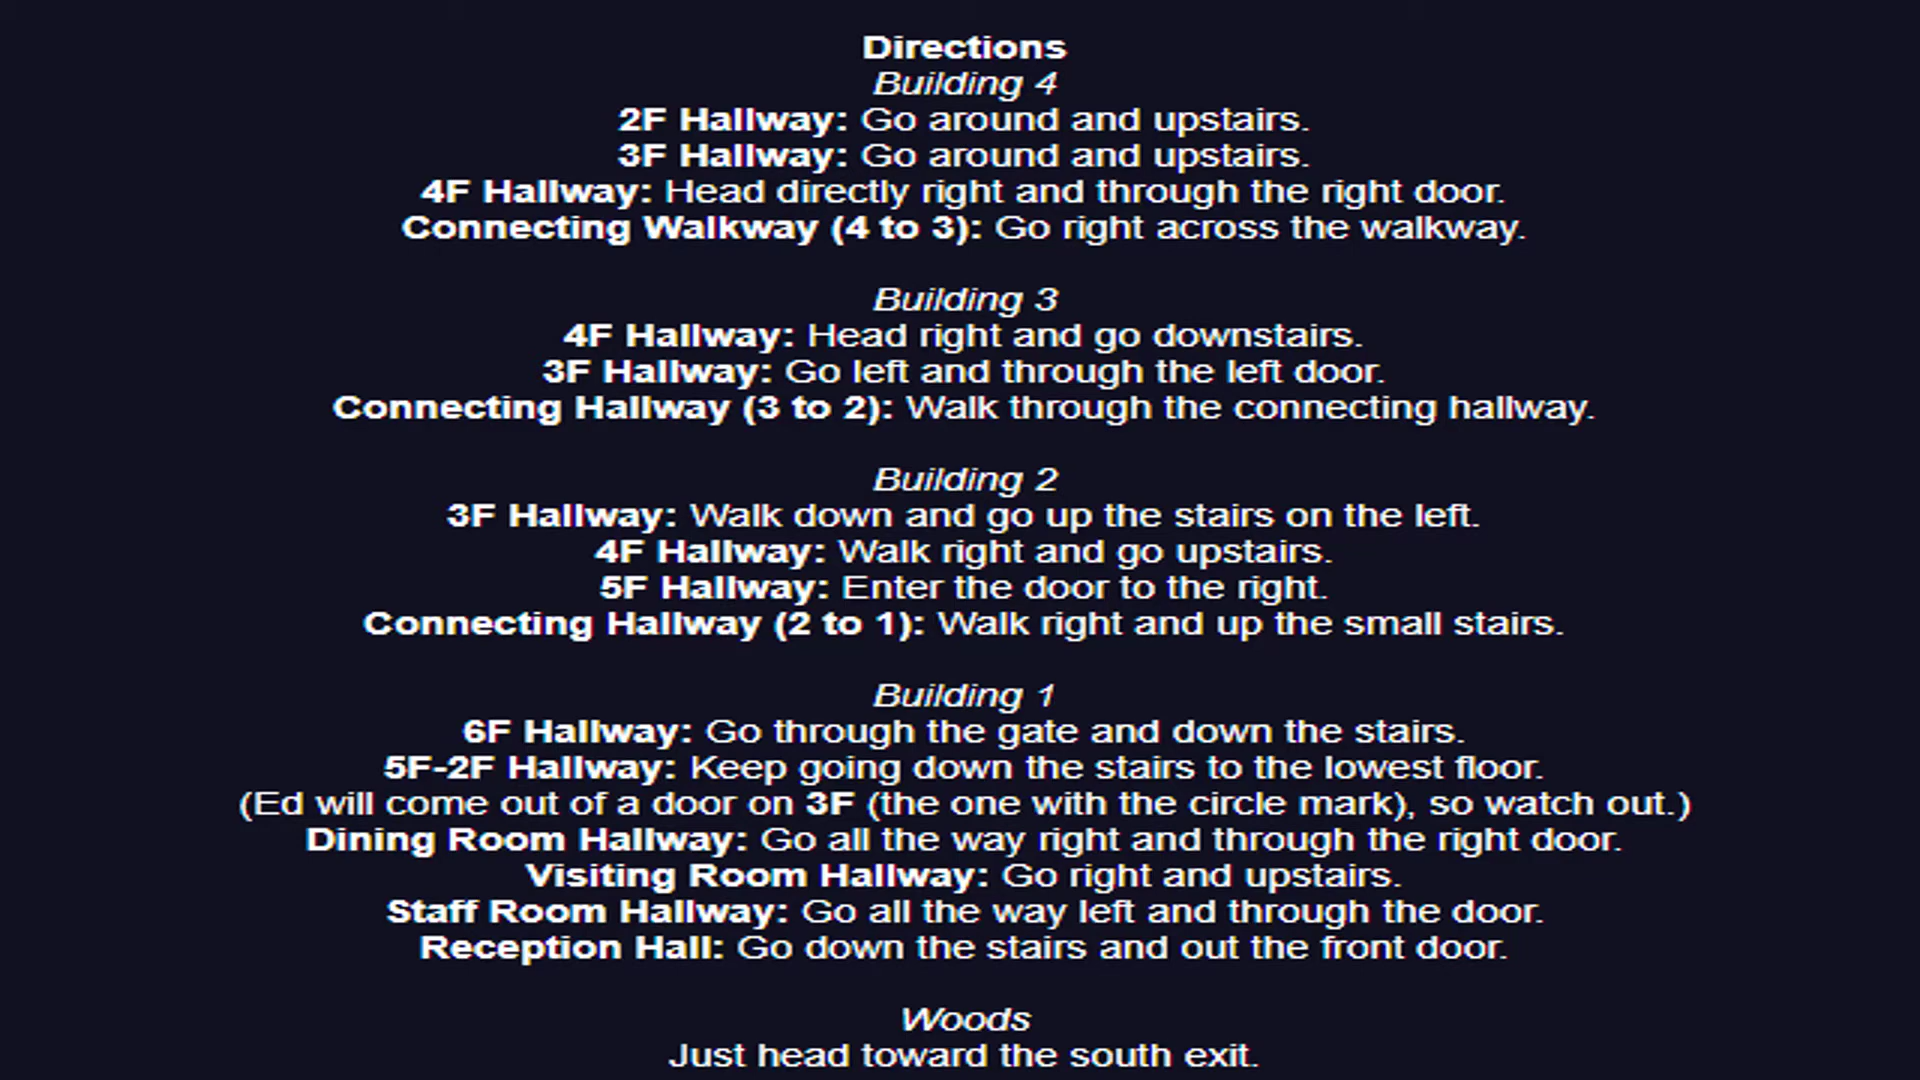 Directions
Building 4
2F Hallway: Go around and upstairs.
3F Hallway: Go around and upstairs.
4F Hallway: Head directly right and through the right door.
Connecting Walkway (4 to 3): Go right across the walkway.
Building 3
4F Hallway: Head right and go downstairs.
3F Hallway: Go left and through the left door.
Connecting Hallway (3 to 2): Walk through the connecting hallway.
Building 2
3F Hallway: Walk down and go up the stairs on the left.
4F Hallway: Walk right and go upstairs.
5F Hallway: Enter the door to the right.
Connecting Hallway (2 to 1): Walk right and up the small stairs.
Building 1
6F Hallway: Go through the gate and down the stairs.
5F-2F Hallway: Keep going down the stairs to the lowest floor.
(Ed will come out of a door on 3F (the one with the circle mark), so watch out.)
Dining Room Hallway: Go all the way right and through the right door.
Visiting Room Hallway: Go right and upstairs.
Staff Room Hallway: Go all the way left and through the door.
Reception Hall: Go down the stairs and out the front door.
Woods
Just head toward the south exit.